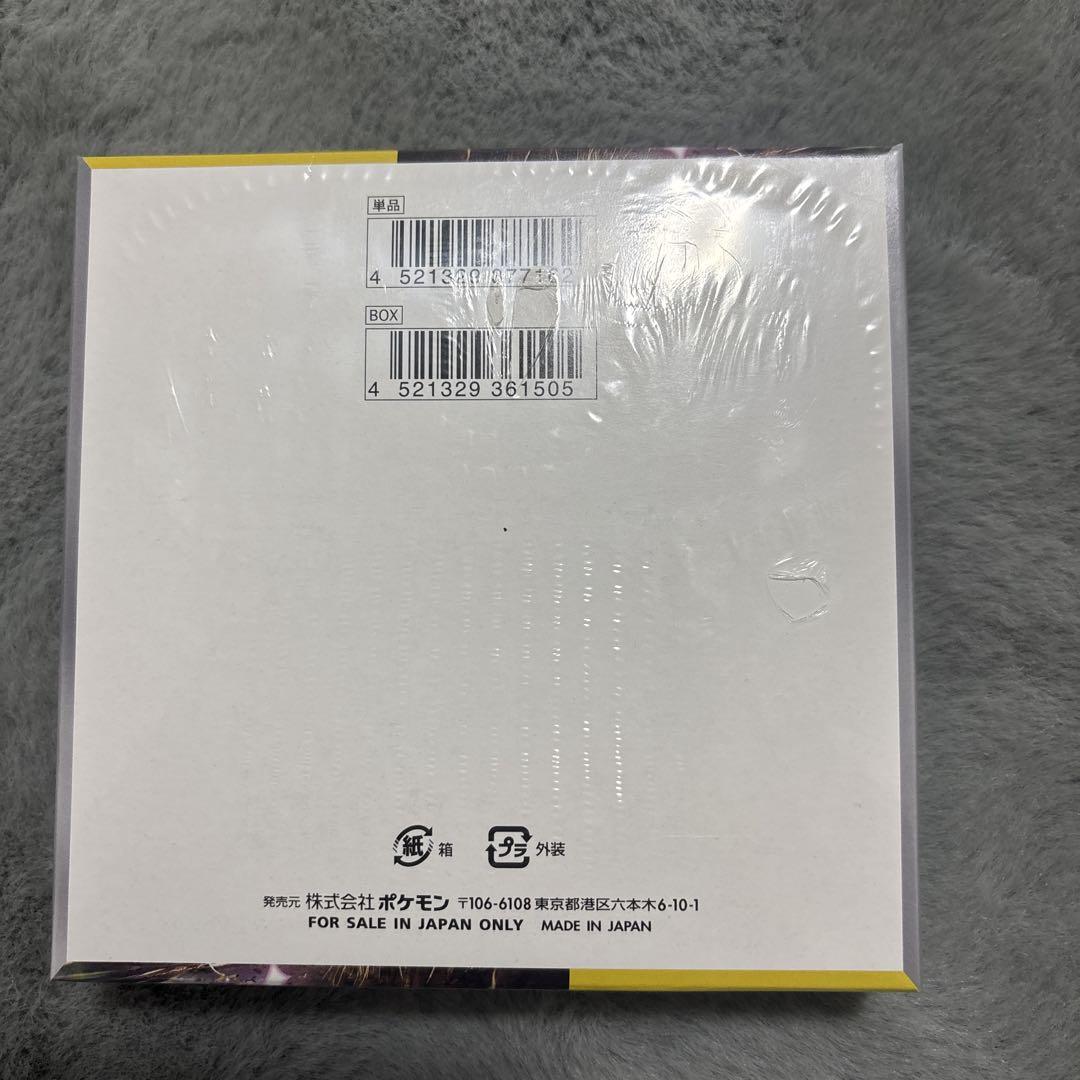 単品
BOX
4 521329 361505
紙 箱 プラ 外装
発売元 株式会社ポケモン 〒106-6108 東京都港区六本木6-10-1
FOR SALE IN JAPAN ONLY MADE IN JAPAN